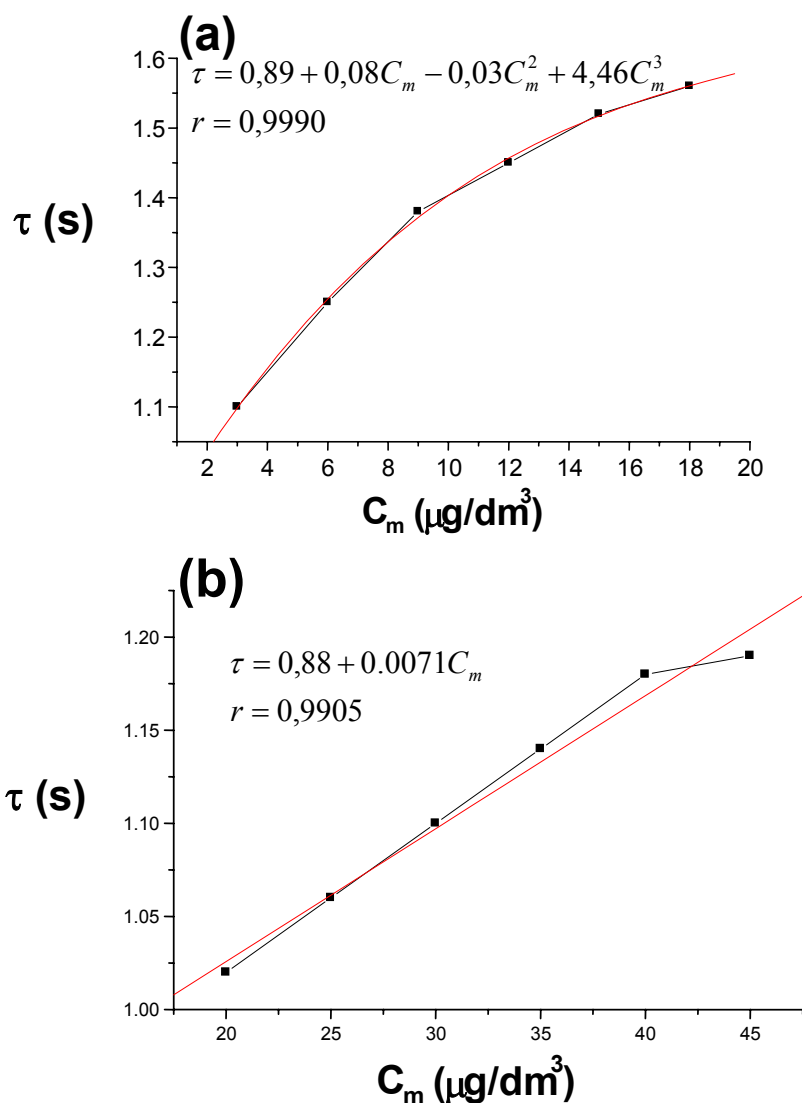 (a)
τ = 0,89 + 0,08C_m − 0,03C_m^2 + 4,46C_m^3
r = 0,9990
1.6
1.5
1.4
1.3
1.2
1.1
τ (s)
2 4 6 8 10 12 14 16 18 20
C_m (μg/dm^3)
(b)
τ = 0,88 + 0.0071C_m
r = 0,9905
1.20
1.15
1.10
1.05
1.00
τ (s)
20 25 30 35 40 45
C_m (μg/dm^3)